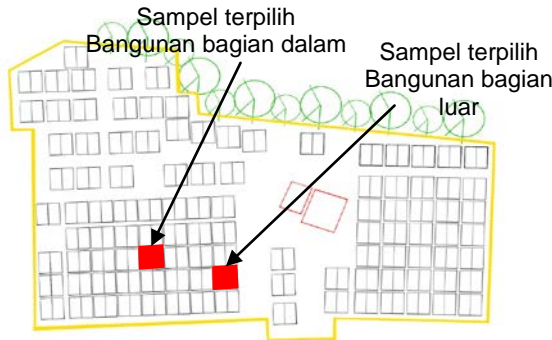 Sampel terpilih
Bangunan bagian dalam
Sampel terpilih
Bangunan bagian
luar